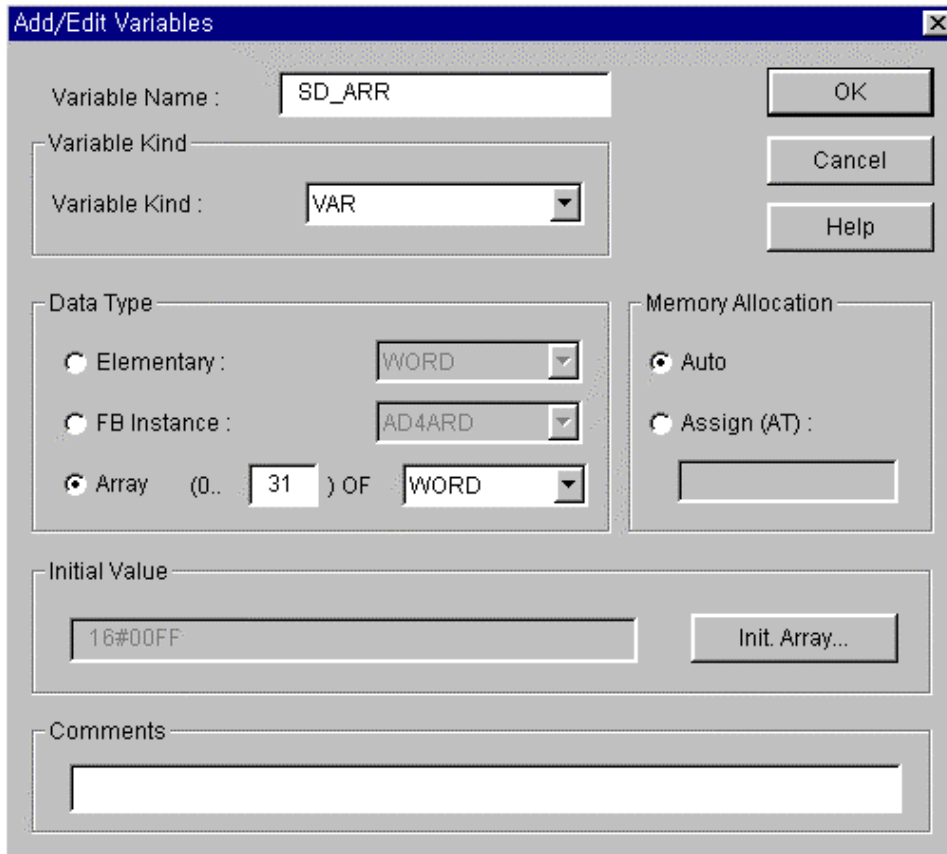 Add/Edit Variables
Variable Name : SD_ARR OK
Variable Kind
Cancel
Variable Kind : VAR
Help
Data Type
Memory Allocation
Elementary : WORD
Auto
FB Instance : AD4ARD
Assign (AT) :
Array (0.. 31 ) OF WORD
Initial Value
16#00FF Init. Array...
Comments